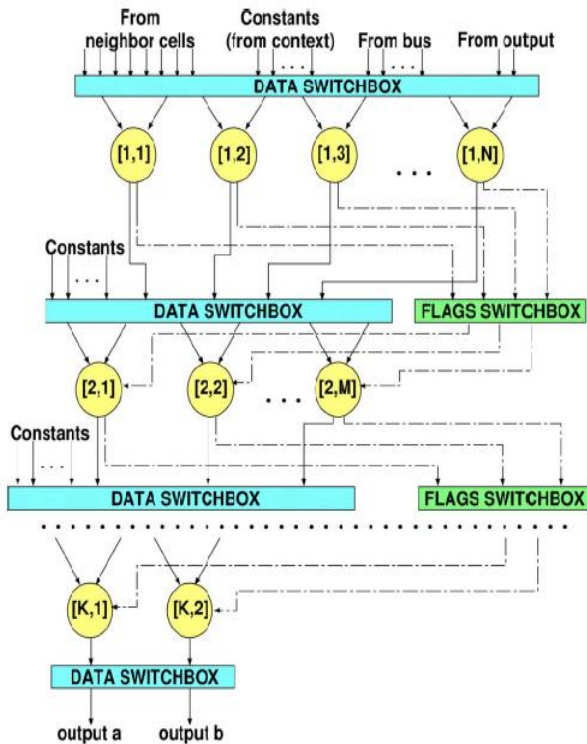 From
neighbor cells
Constants
(from context)
From bus
From output
DATA SWITCHBOX
[1,1]
[1,2]
[1,3]
[1,N]
Constants
DATA SWITCHBOX
FLAGS SWITCHBOX
[2,1]
[2,2]
[2,M]
Constants
DATA SWITCHBOX
FLAGS SWITCHBOX
[K,1]
[K,2]
DATA SWITCHBOX
output a
output b